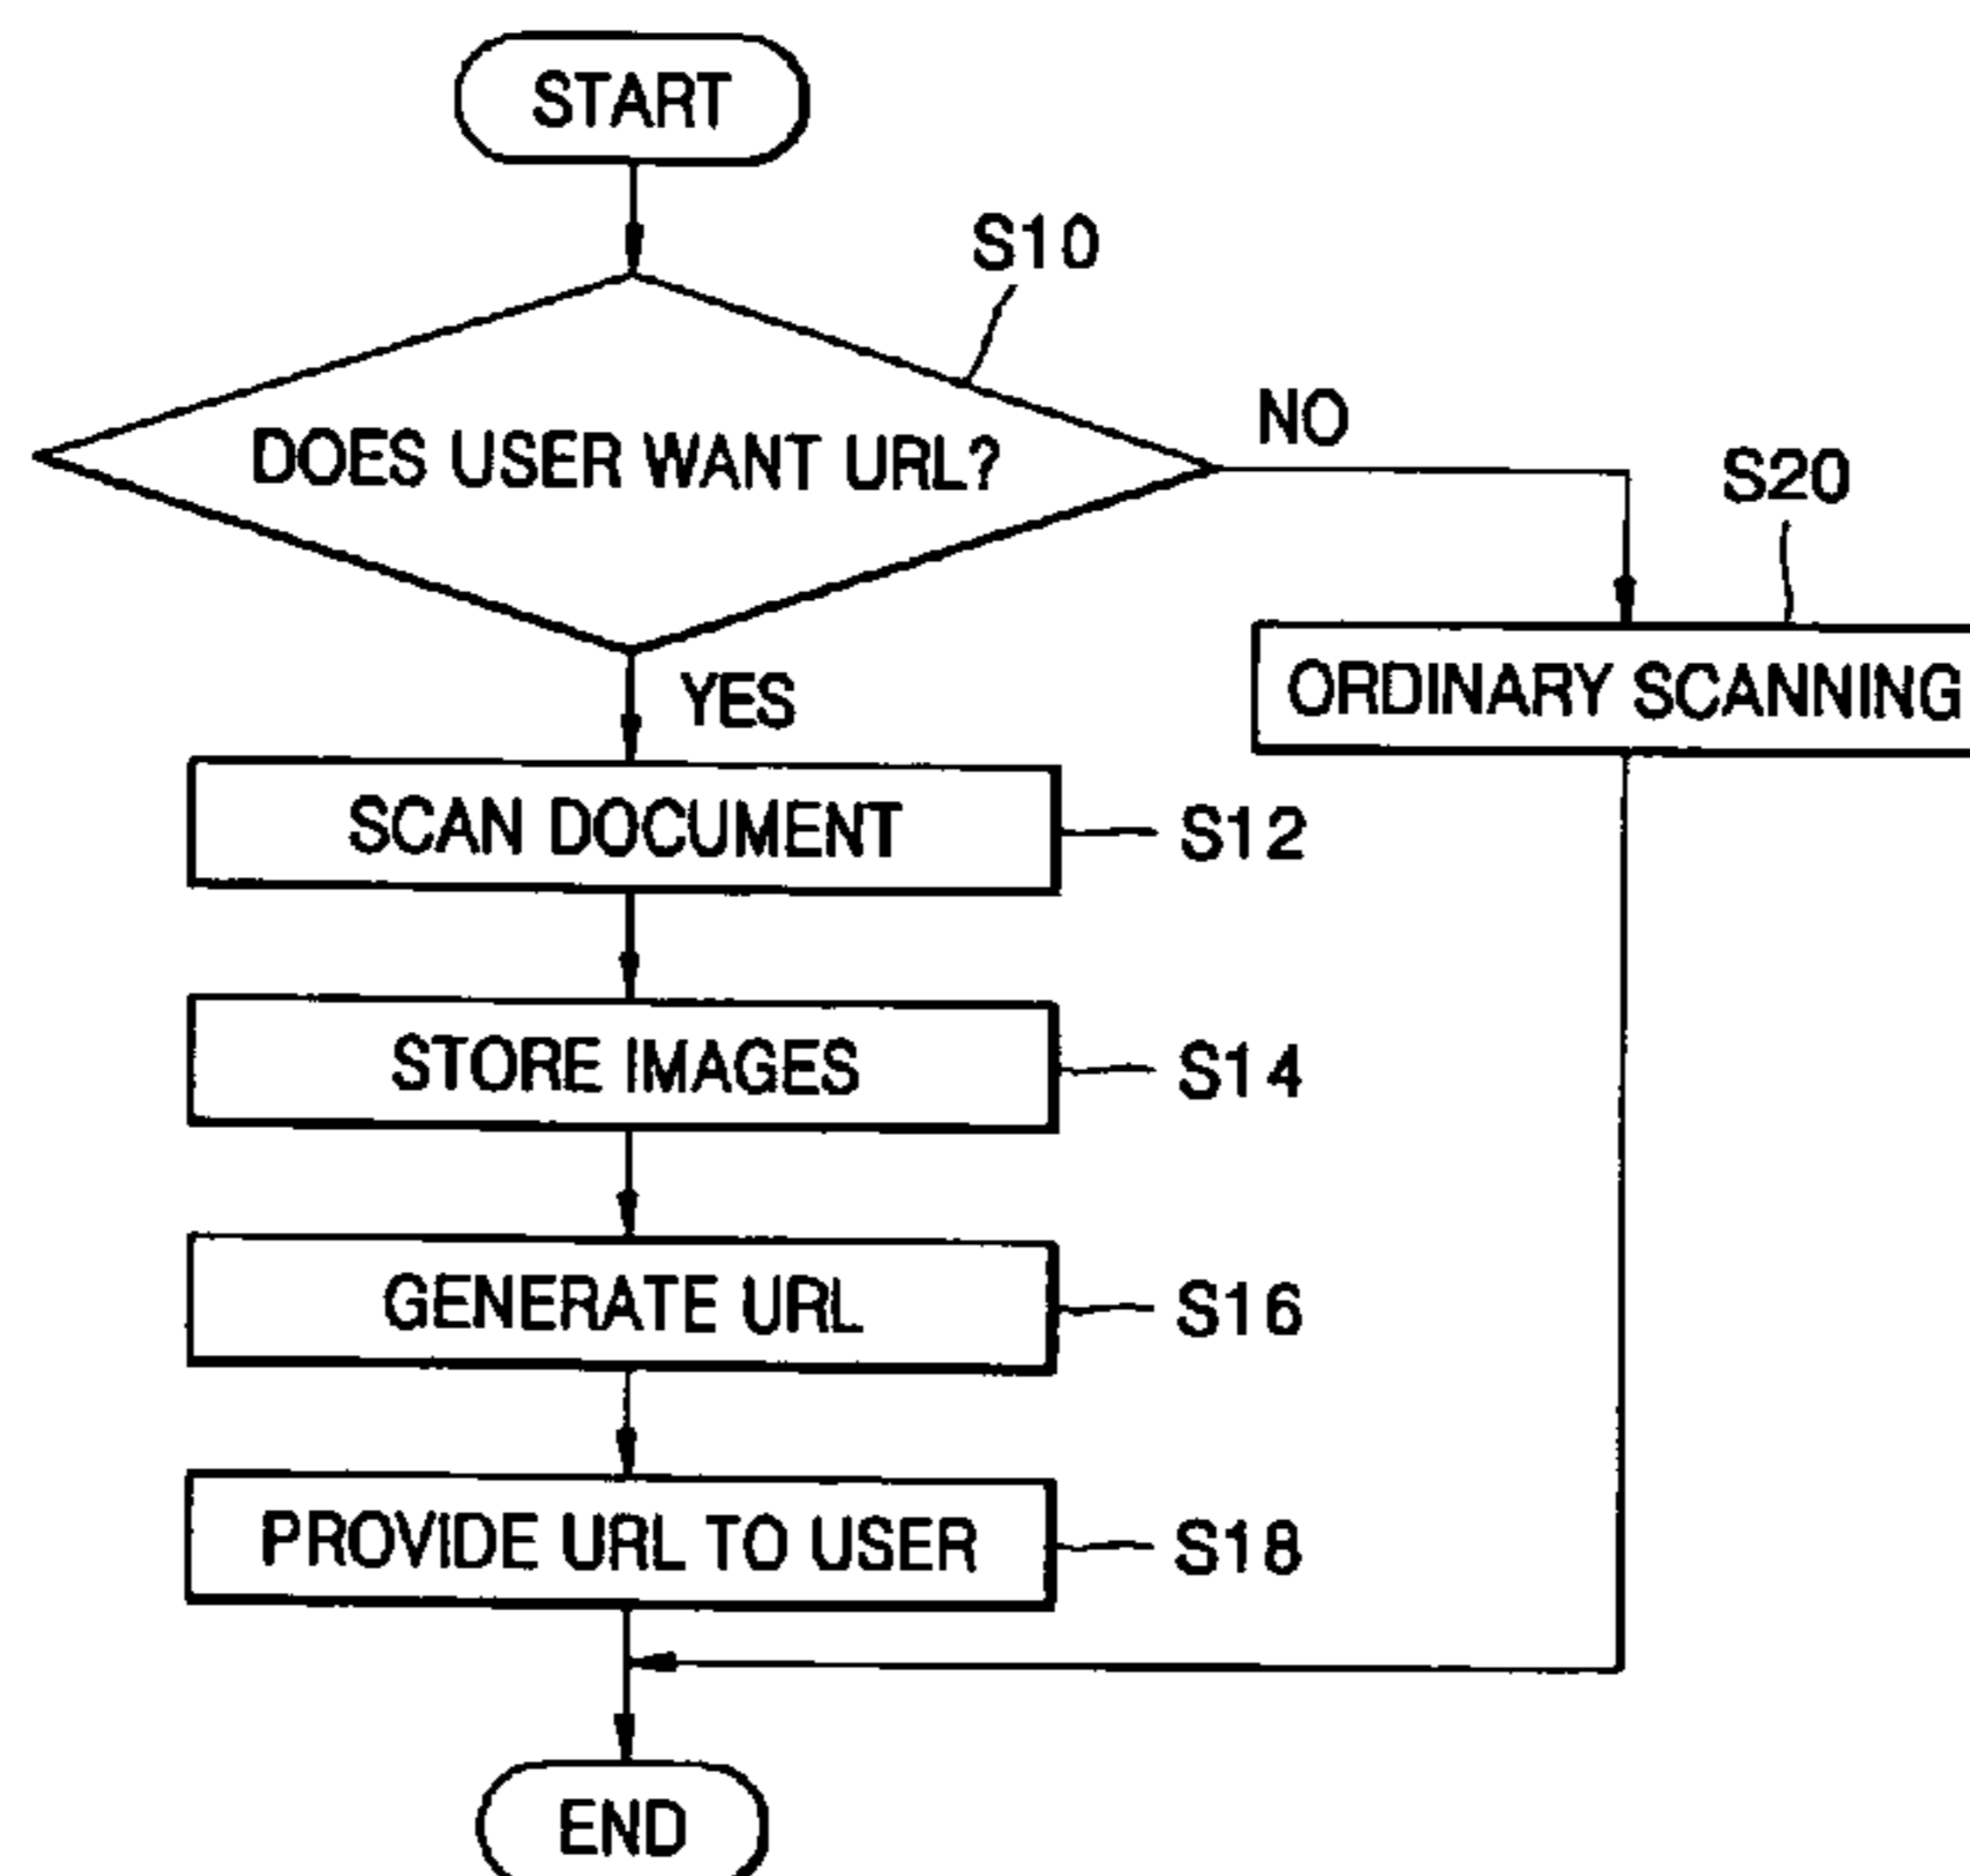 START
S10
DOES USER WANT URL?
NO
S20
YES
ORDINARY SCANNING
SCAN DOCUMENT
S12
STORE IMAGES
S14
GENERATE URL
S16
PROVIDE URL TO USER
S18
END